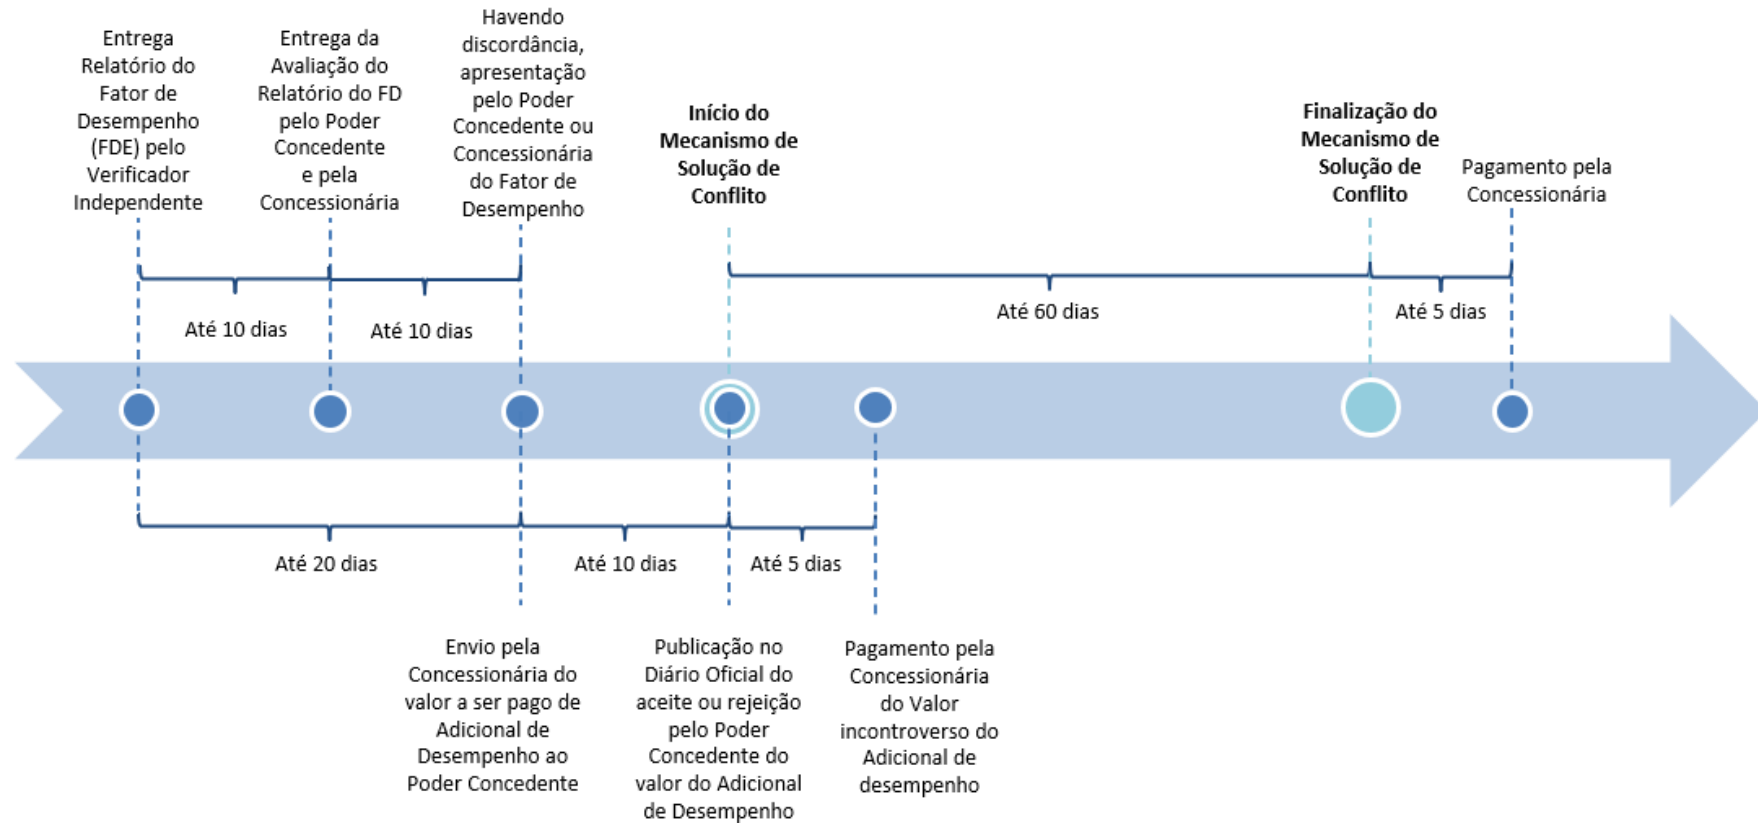 Entrega
Relatório do
Fator de
Desempenho
(FDE) pelo
Verificador
Independente
Entrega da
Avaliação do
Relatório do FD
pelo Poder
Concedente
e pela
Concessionária
Havendo
discordância,
apresentação
pelo Poder
Concedente ou
Concessionária
do Fator de
Desempenho
Início do
Mecanismo de
Solução de
Conflito
Finalização do
Mecanismo de
Solução de
Conflito
Pagamento pela
Concessionária
Até 10 dias
Até 10 dias
Até 60 dias
Até 5 dias
Até 20 dias
Até 10 dias
Até 5 dias
Envio pela
Concessionária do
valor a ser pago de
Adicional de
Desempenho ao
Poder Concedente
Publicação no
Diário Oficial do
aceite ou rejeição
pelo Poder
Concedente do
valor do Adicional
de Desempenho
Pagamento pela
Concessionária
do Valor
incontroverso do
Adicional de
desempenho